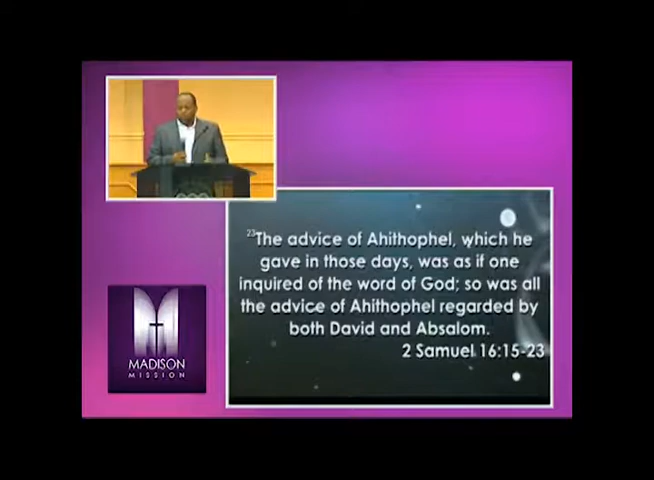 23The advice of Ahithophel, which he
gave in those days, was as if one
inquired of the word of God; so was all
the advice of Ahithophel regarded by
both David and Absalom.
2 Samuel 16:15-23
MADISON
MISSION